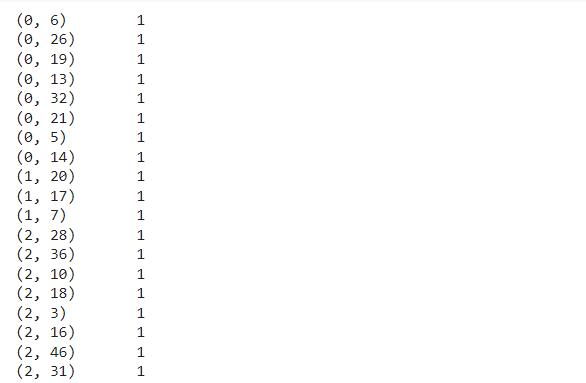 (0, 6) 1
(0, 26) 1
(0, 19) 1
(0, 13) 1
(0, 32) 1
(0, 21) 1
(0, 5) 1
(0, 14) 1
(1, 20) 1
(1, 17) 1
(1, 7) 1
(2, 28) 1
(2, 36) 1
(2, 10) 1
(2, 18) 1
(2, 3) 1
(2, 16) 1
(2, 46) 1
(2, 31) 1